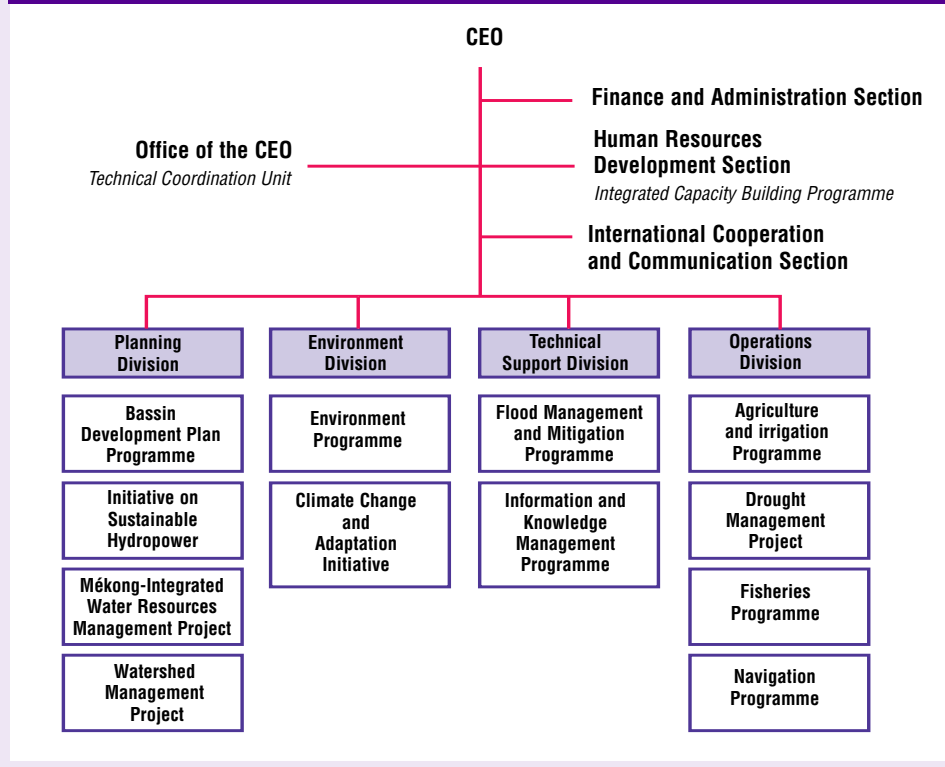 CEO
Finance and Administration Section
Office of the CEO
Technical Coordination Unit
Human Resources
Development Section
Integrated Capacity Building Programme
International Cooperation
and Communication Section
Planning
Division
Bassin
Development Plan
Programme
Initiative on
Sustainable
Hydropower
Mékong-Integrated
Water Resources
Management Project
Watershed
Management
Project
Environment
Division
Environment
Programme
Climate Change
and
Adaptation
Initiative
Technical
Support Division
Flood Management
and Mitigation
Programme
Information and
Knowledge
Management
Programme
Operations
Division
Agriculture
and irrigation
Programme
Drought
Management
Project
Fisheries
Programme
Navigation
Programme